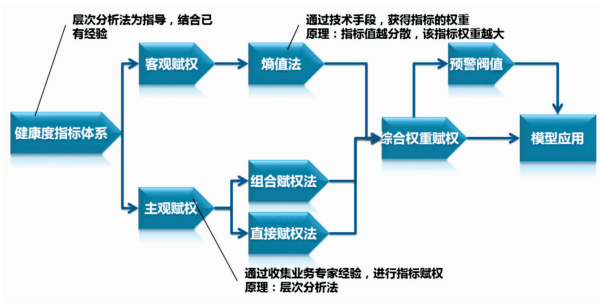 层次分析法为指导，结合已
有经验
通过技术手段，获得指标的权重
原理：指标值越分散，该指标权重越大
客观赋权
熵值法
预警阀值
健康度指标体系
综合权重赋权
模型应用
主观赋权
组合赋权法
直接赋权法
通过收集业务专家经验，进行指标赋权
原理：层次分析法